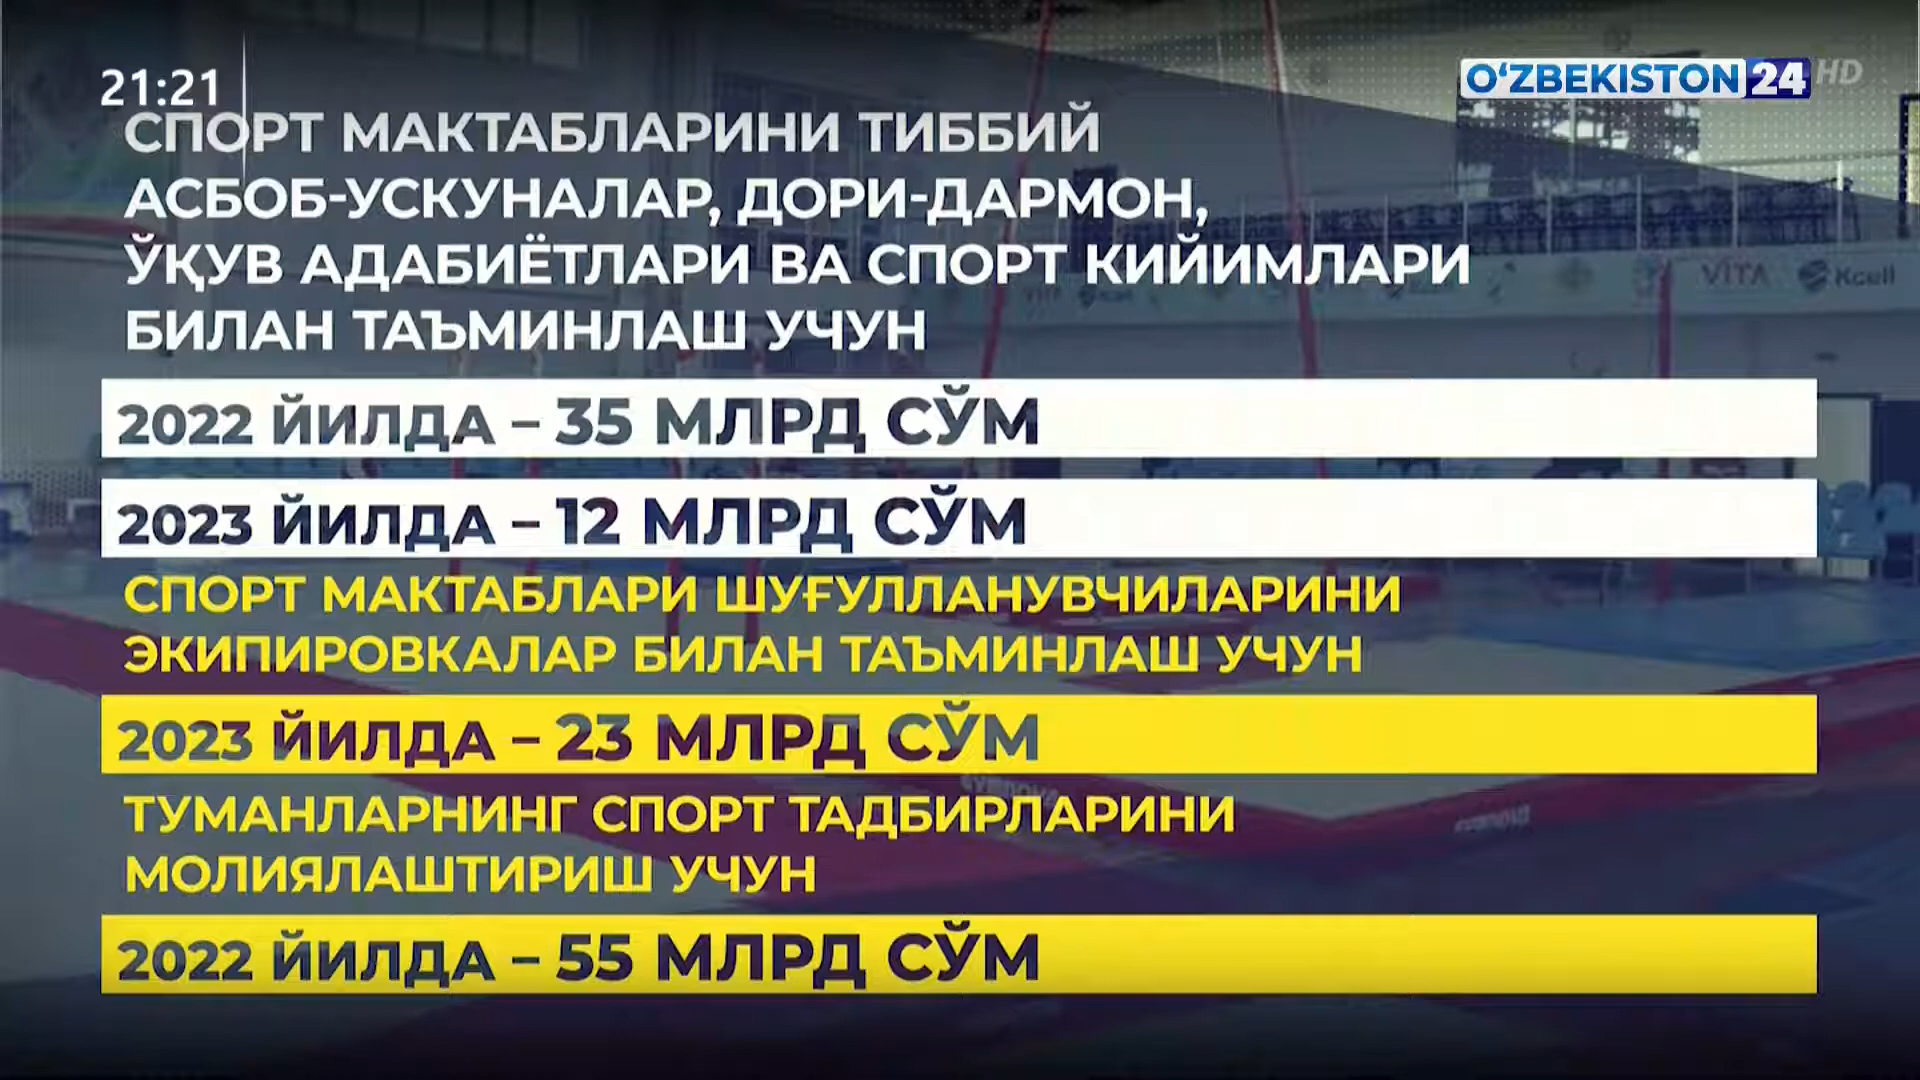 21:21
O‘ZBEKISTON 24 HD
СПОРТ МАКТАБЛАРИНИ ТИББИЙ
АСБОБ-УСКУНАЛАР, ДОРИ-ДАРМОН,
ЎҚУВ АДАБИЁТЛАРИ ВА СПОРТ КИЙИМЛАРИ
БИЛАН ТАЪМИНЛАШ УЧУН
VITA Kcell
2022 ЙИЛДА – 35 МЛРД СЎМ
2023 ЙИЛДА – 12 МЛРД СЎМ
СПОРТ МАКТАБЛАРИ ШУҒУЛЛАНУВЧИЛАРИНИ
ЭКИПИРОВКАЛАР БИЛАН ТАЪМИНЛАШ УЧУН
2023 ЙИЛДА – 23 МЛРД СЎМ
ТУМАНЛАРНИНГ СПОРТ ТАДБИРЛАРИНИ
МОЛИЯЛАШТИРИШ УЧУН
2022 ЙИЛДА – 55 МЛРД СЎМ